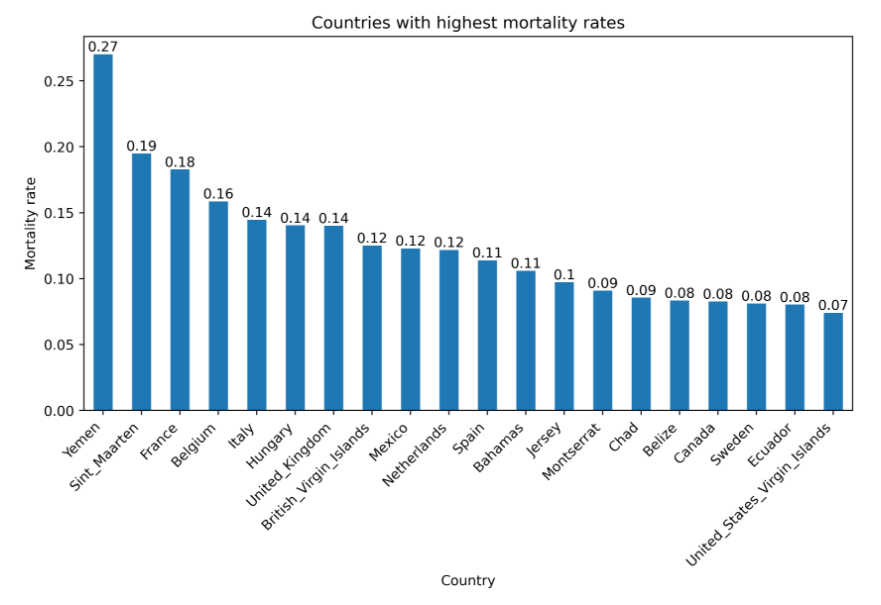 Countries with highest mortality rates
Mortality rate
0.25
0.20
0.15
0.10
0.05
0.00
0.27
0.19
0.18
0.16
0.14
0.14
0.14
0.12
0.12
0.12
0.11
0.11
0.1
0.09
0.09
0.08
0.08
0.08
0.08
0.07
Yemen
Sint_Maarten
France
Belgium
Italy
Hungary
United_Kingdom
British_Virgin_Islands
Mexico
Netherlands
Spain
Bahamas
Jersey
Montserrat
Chad
Belize
Canada
Sweden
Ecuador
United_States_Virgin_Islands
Country